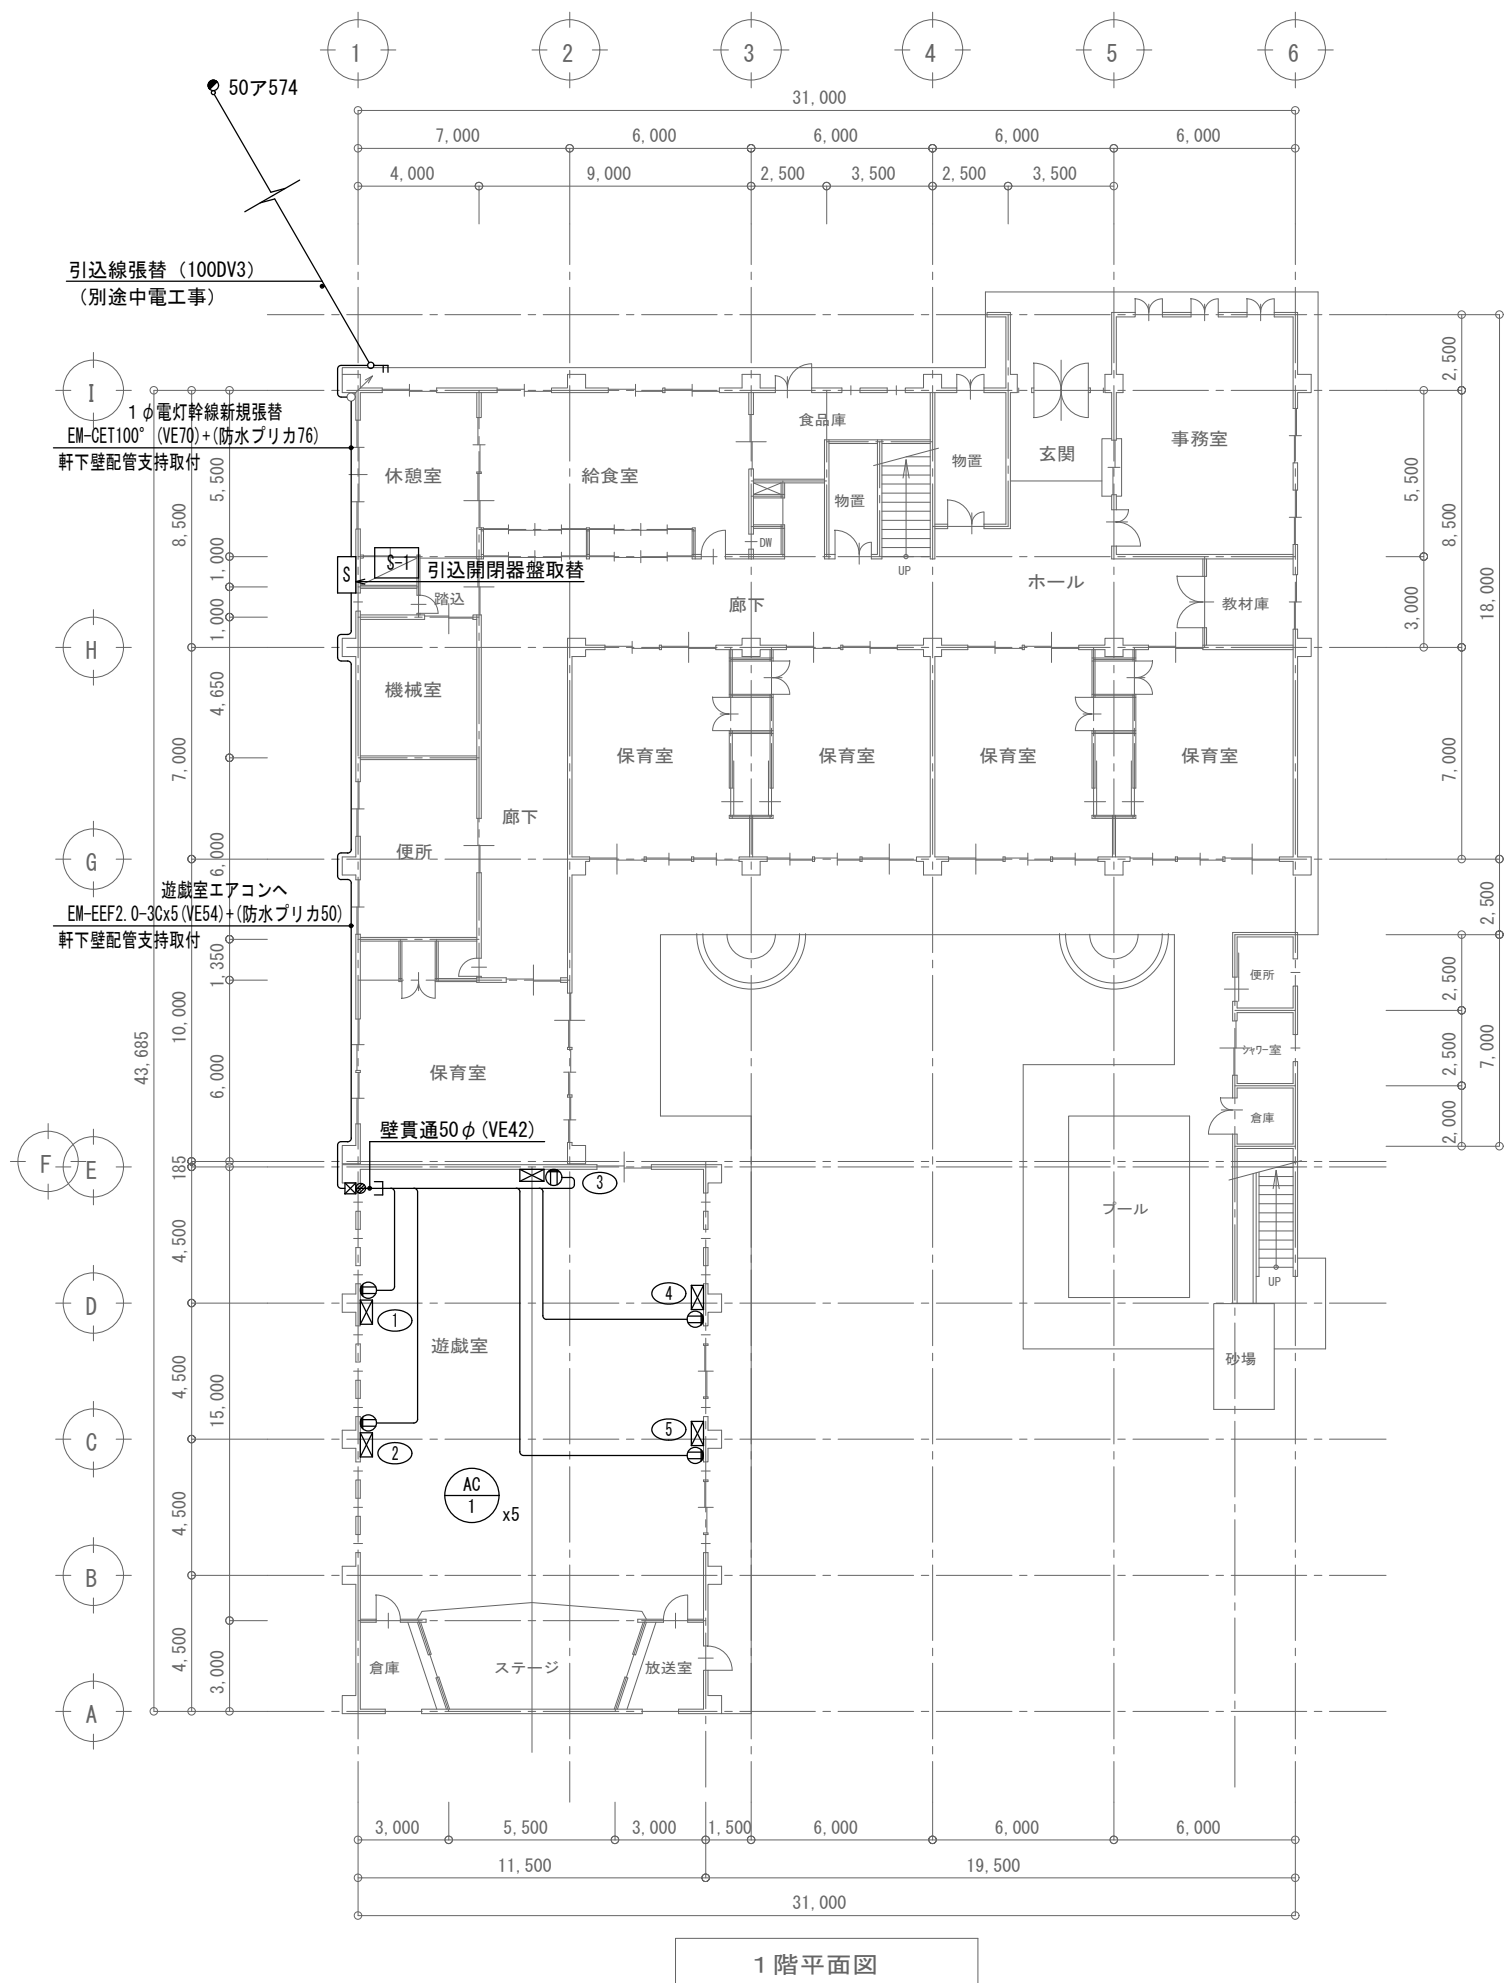 1
2
3
4
5
6
50ア574
31,000
7,000
6,000
6,000
6,000
6,000
4,000
9,000
2,500
3,500
2,500
3,500
引込線張替 (100DV3)
(別途中電工事)
I
1φ電灯幹線新規張替
EM-CET100° (VE70)+(防水プリカ76)
軒下壁配管支持取付
休憩室
給食室
食品庫
物置
物置
玄関
事務室
DW
UP
S
S-1
引込開閉器盤取替
踏込
廊下
ホール
教材庫
2,500
5,500
8,500
18,000
3,000
7,000
2,500
5,500
8,500
1,000
1,000
H
機械室
4,650
7,000
保育室
保育室
保育室
保育室
廊下
便所
G
6,000
遊戯室エアコンへ
EM-EEF2.0-3Cx5(VE54)+(防水プリカ50)
軒下壁配管支持取付
1,350
10,000
43,685
6,000
保育室
便所
シャワー室
倉庫
2,500
2,500
2,000
7,000
壁貫通50φ(VE42)
F
E
185
3
プール
UP
砂場
4,500
D
1
4
遊戯室
4,500
15,000
C
2
5
AC
1
x5
4,500
B
4,500
3,000
倉庫
ステージ
放送室
A
3,000
5,500
3,000
1,500
6,000
6,000
6,000
11,500
19,500
31,000
1階平面図